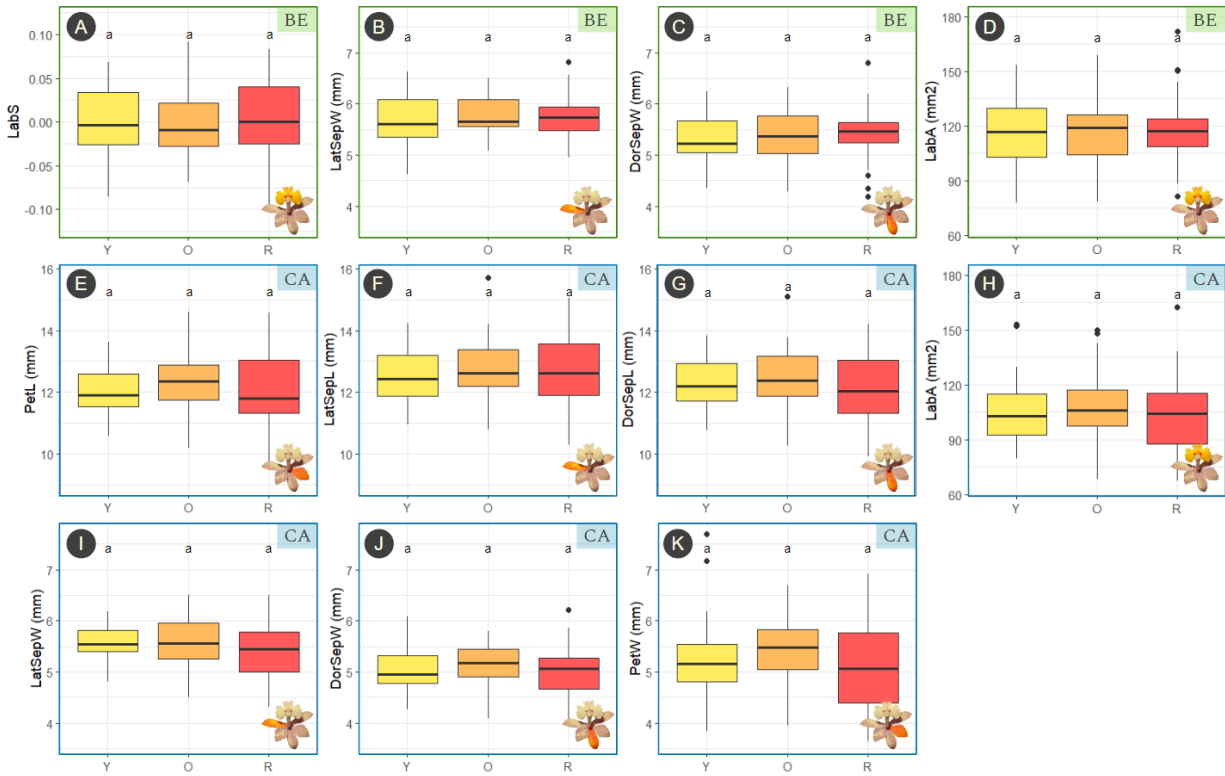 A BE
LabS
0.10
0.05
0.00
-0.05
-0.10
a a a
Y O R
B BE
LatSepW (mm)
7
6
5
4
a a a
Y O R
C BE
DorSepW (mm)
7
6
5
4
a a a
Y O R
D BE
LabA (mm2)
180
150
120
90
60
a a a
Y O R
E CA
PetL (mm)
16
14
12
10
a a a
Y O R
F CA
LatSepL (mm)
16
14
12
10
a a a
Y O R
G CA
DorSepL (mm)
16
14
12
10
a a a
Y O R
H CA
LabA (mm2)
180
150
120
90
60
a a a
Y O R
I CA
LatSepW (mm)
7
6
5
4
a a a
Y O R
J CA
DorSepW (mm)
7
6
5
4
a a a
Y O R
K CA
PetW (mm)
7
6
5
4
a a a
Y O R